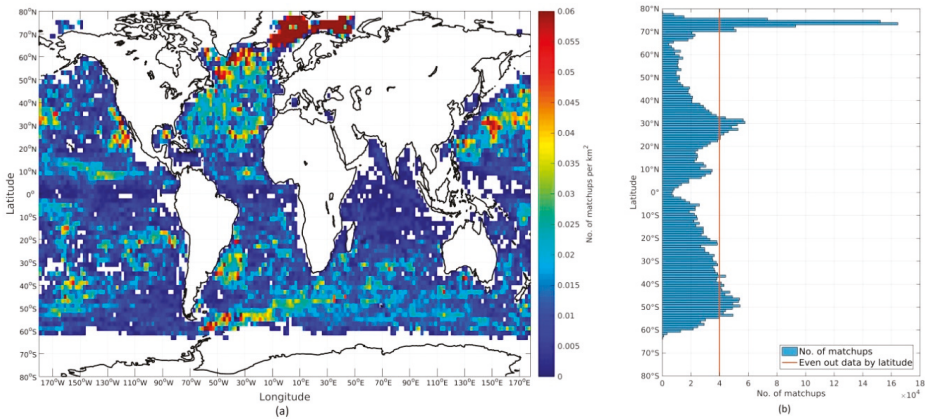 80°N
70°N
60°N
50°N
40°N
30°N
20°N
10°N
0°
10°S
20°S
30°S
40°S
50°S
60°S
70°S
80°S
Latitude
170°W 150°W 130°W 110°W 90°W 70°W 50°W 30°W 10°W 10°E 30°E 50°E 70°E 90°E 110°E 130°E 150°E 170°E
Longitude
(a)
0.06
0.055
0.05
0.045
0.04
0.035
0.03
0.025
0.02
0.015
0.01
0.005
0
No. of matchups per km²
80°N
70°N
60°N
50°N
40°N
30°N
20°N
10°N
0°
10°S
20°S
30°S
40°S
50°S
60°S
70°S
80°S
Latitude
No. of matchups
Even out data by latitude
0 2 4 6 8 10 12 14 16 18
No. of matchups
×10⁴
(b)